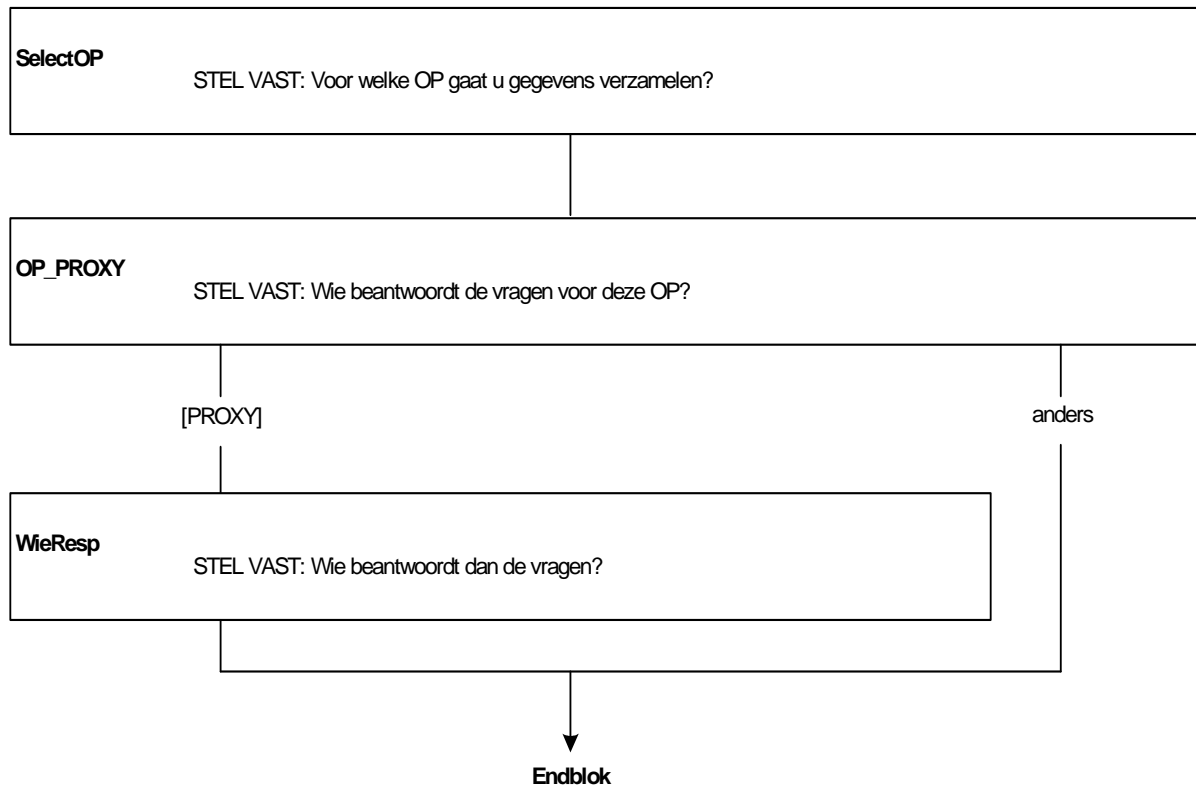 SelectOP
STEL VAST: Voor welke OP gaat u gegevens verzamelen?
OP_PROXY
STEL VAST: Wie beantwoordt de vragen voor deze OP?
[PROXY]
anders
WieResp
STEL VAST: Wie beantwoordt dan de vragen?
Endblok